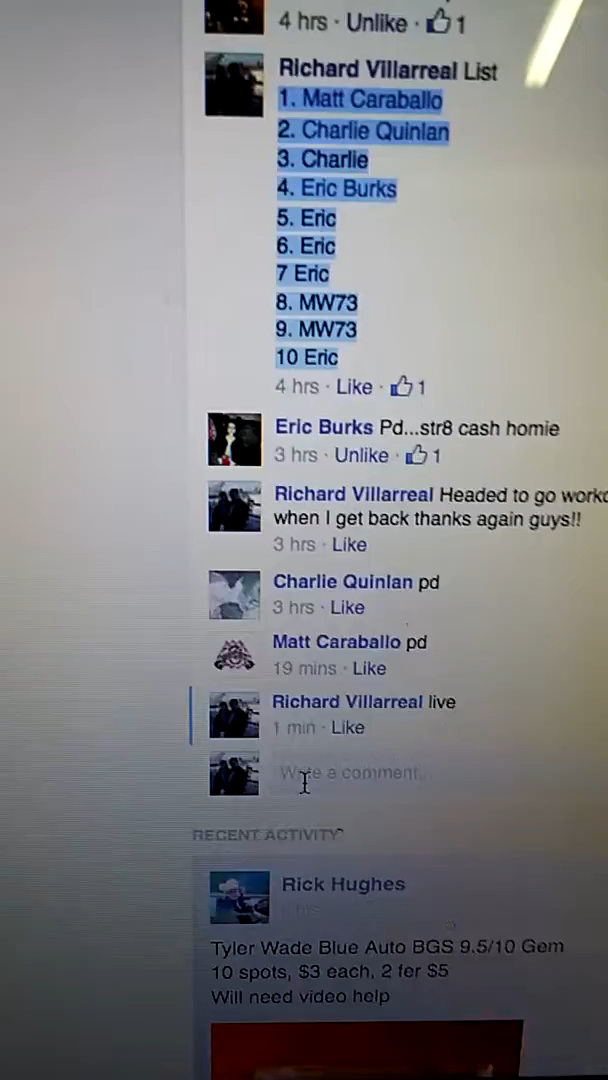 4 hrs · Unlike · 1
Richard Villarreal List
1. Matt Caraballo
2. Charlie Quinlan
3. Charlie
4. Eric Burks
5. Eric
6. Eric
7 Eric
8. MW73
9. MW73
10 Eric
4 hrs · Like · 1
Eric Burks Pd...str8 cash homie
3 hrs · Unlike · 1
Richard Villarreal Headed to go
when I get back thanks again guys!!
3 hrs · Like
Charlie Quinlan pd
3 hrs · Like
Matt Caraballo pd
19 mins · Like
Richard Villarreal live
1 min · Like
Write a comment...
RECENT ACTIVITY
Rick Hughes
hrs
Tyler Wade Blue Auto BGS 9.5/10 Gem
10 spots, $3 each, 2 fer $5
Will need video help